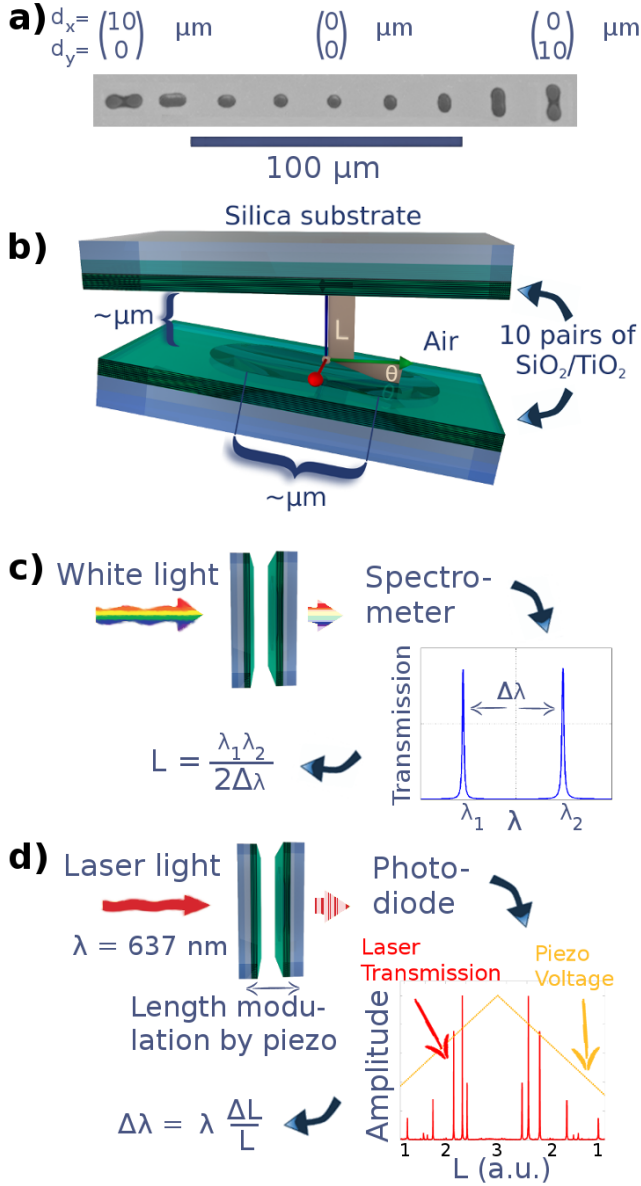 a)
dx= (10 (0 (0
μm μm μm
dy= 0) 0) 10)
100 μm
Silica substrate
b)
~μm
L
Air
θ
10 pairs of
SiO₂/TiO₂
~μm
c)
White light
Spectro-
meter
Transmission
Δλ
L = λ₁λ₂ / 2Δλ
λ₁ λ λ₂
d)
Laser light
Photo-
diode
λ = 637 nm
Laser
Transmission
Piezo
Voltage
Length modu-
lation by piezo
Amplitude
Δλ = λ ΔL / L
1 2 3 2 1
L (a.u.)